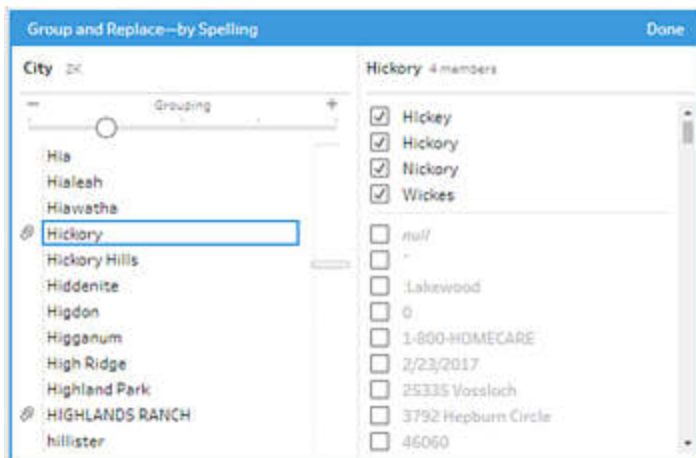 Group and Replace—by Spelling Done
City 2K
Grouping
Hia
Hialeah
Hiawatha
Hickory
Hickory Hills
Hiddenite
Higdon
Higganum
High Ridge
Highland Park
HIGHLANDS RANCH
hillister
Hickory 4 members
Hickey
Hickory
Nickory
Wickes
null
.Lakewood
0
1-800-HOMECARE
2/23/2017
25335 Vossloch
3792 Hepburn Circle
46060